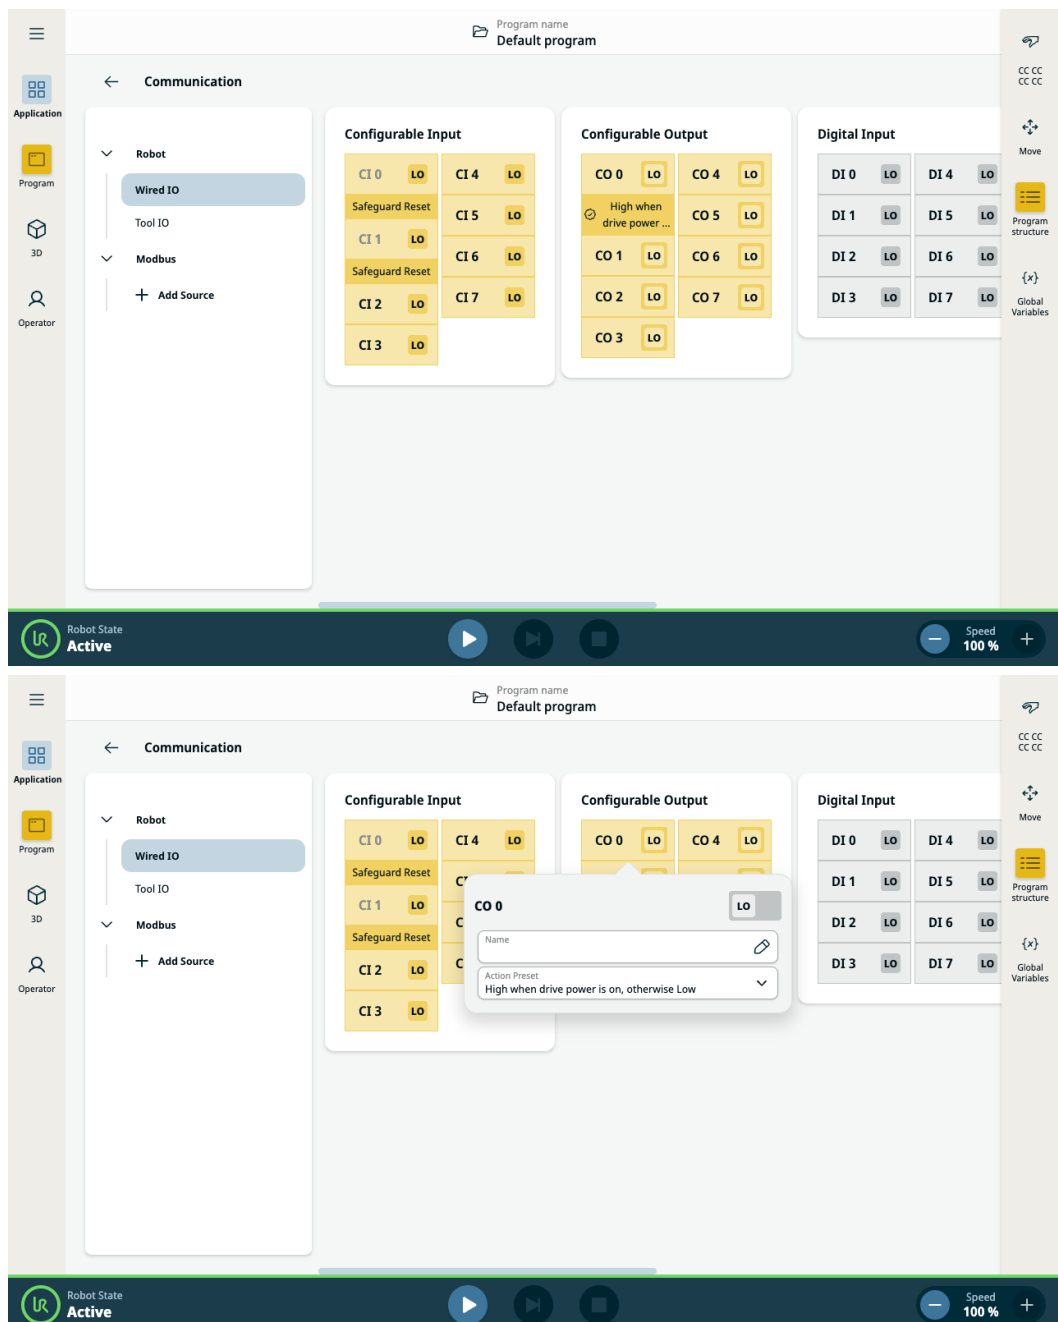 Program name
Default program
Communication
Application
Program
3D
Operator
Robot
Wired IO
Tool IO
Modbus
Add Source
Configurable Input
CI 0 LO CI 4 LO
Safeguard Reset
CI 5 LO
CI 1 LO
CI 6 LO
Safeguard Reset
CI 2 LO CI 7 LO
CI 3 LO
Configurable Output
CO 0 LO CO 4 LO
High when
drive power ...
CO 5 LO
CO 1 LO CO 6 LO
CO 2 LO CO 7 LO
CO 3 LO
Digital Input
DI 0 LO DI 4 LO
DI 1 LO DI 5 LO
DI 2 LO DI 6 LO
DI 3 LO DI 7 LO
CC CC
CC CC
Move
Program
structure
{x}
Global
Variables
UR
Robot State
Active
Speed
100 %
Program name
Default program
Communication
Application
Program
3D
Operator
Robot
Wired IO
Tool IO
Modbus
Add Source
Configurable Input
CI 0 LO CI 4 LO
Safeguard Reset
CI 1 LO
Safeguard Reset
CI 2 LO
CI 3 LO
Configurable Output
CO 0 LO CO 4 LO
CO 0 LO
Name
Action Preset
High when drive power is on, otherwise Low
Digital Input
DI 0 LO DI 4 LO
DI 1 LO DI 5 LO
DI 2 LO DI 6 LO
DI 3 LO DI 7 LO
CC CC
CC CC
Move
Program
structure
{x}
Global
Variables
UR
Robot State
Active
Speed
100 %